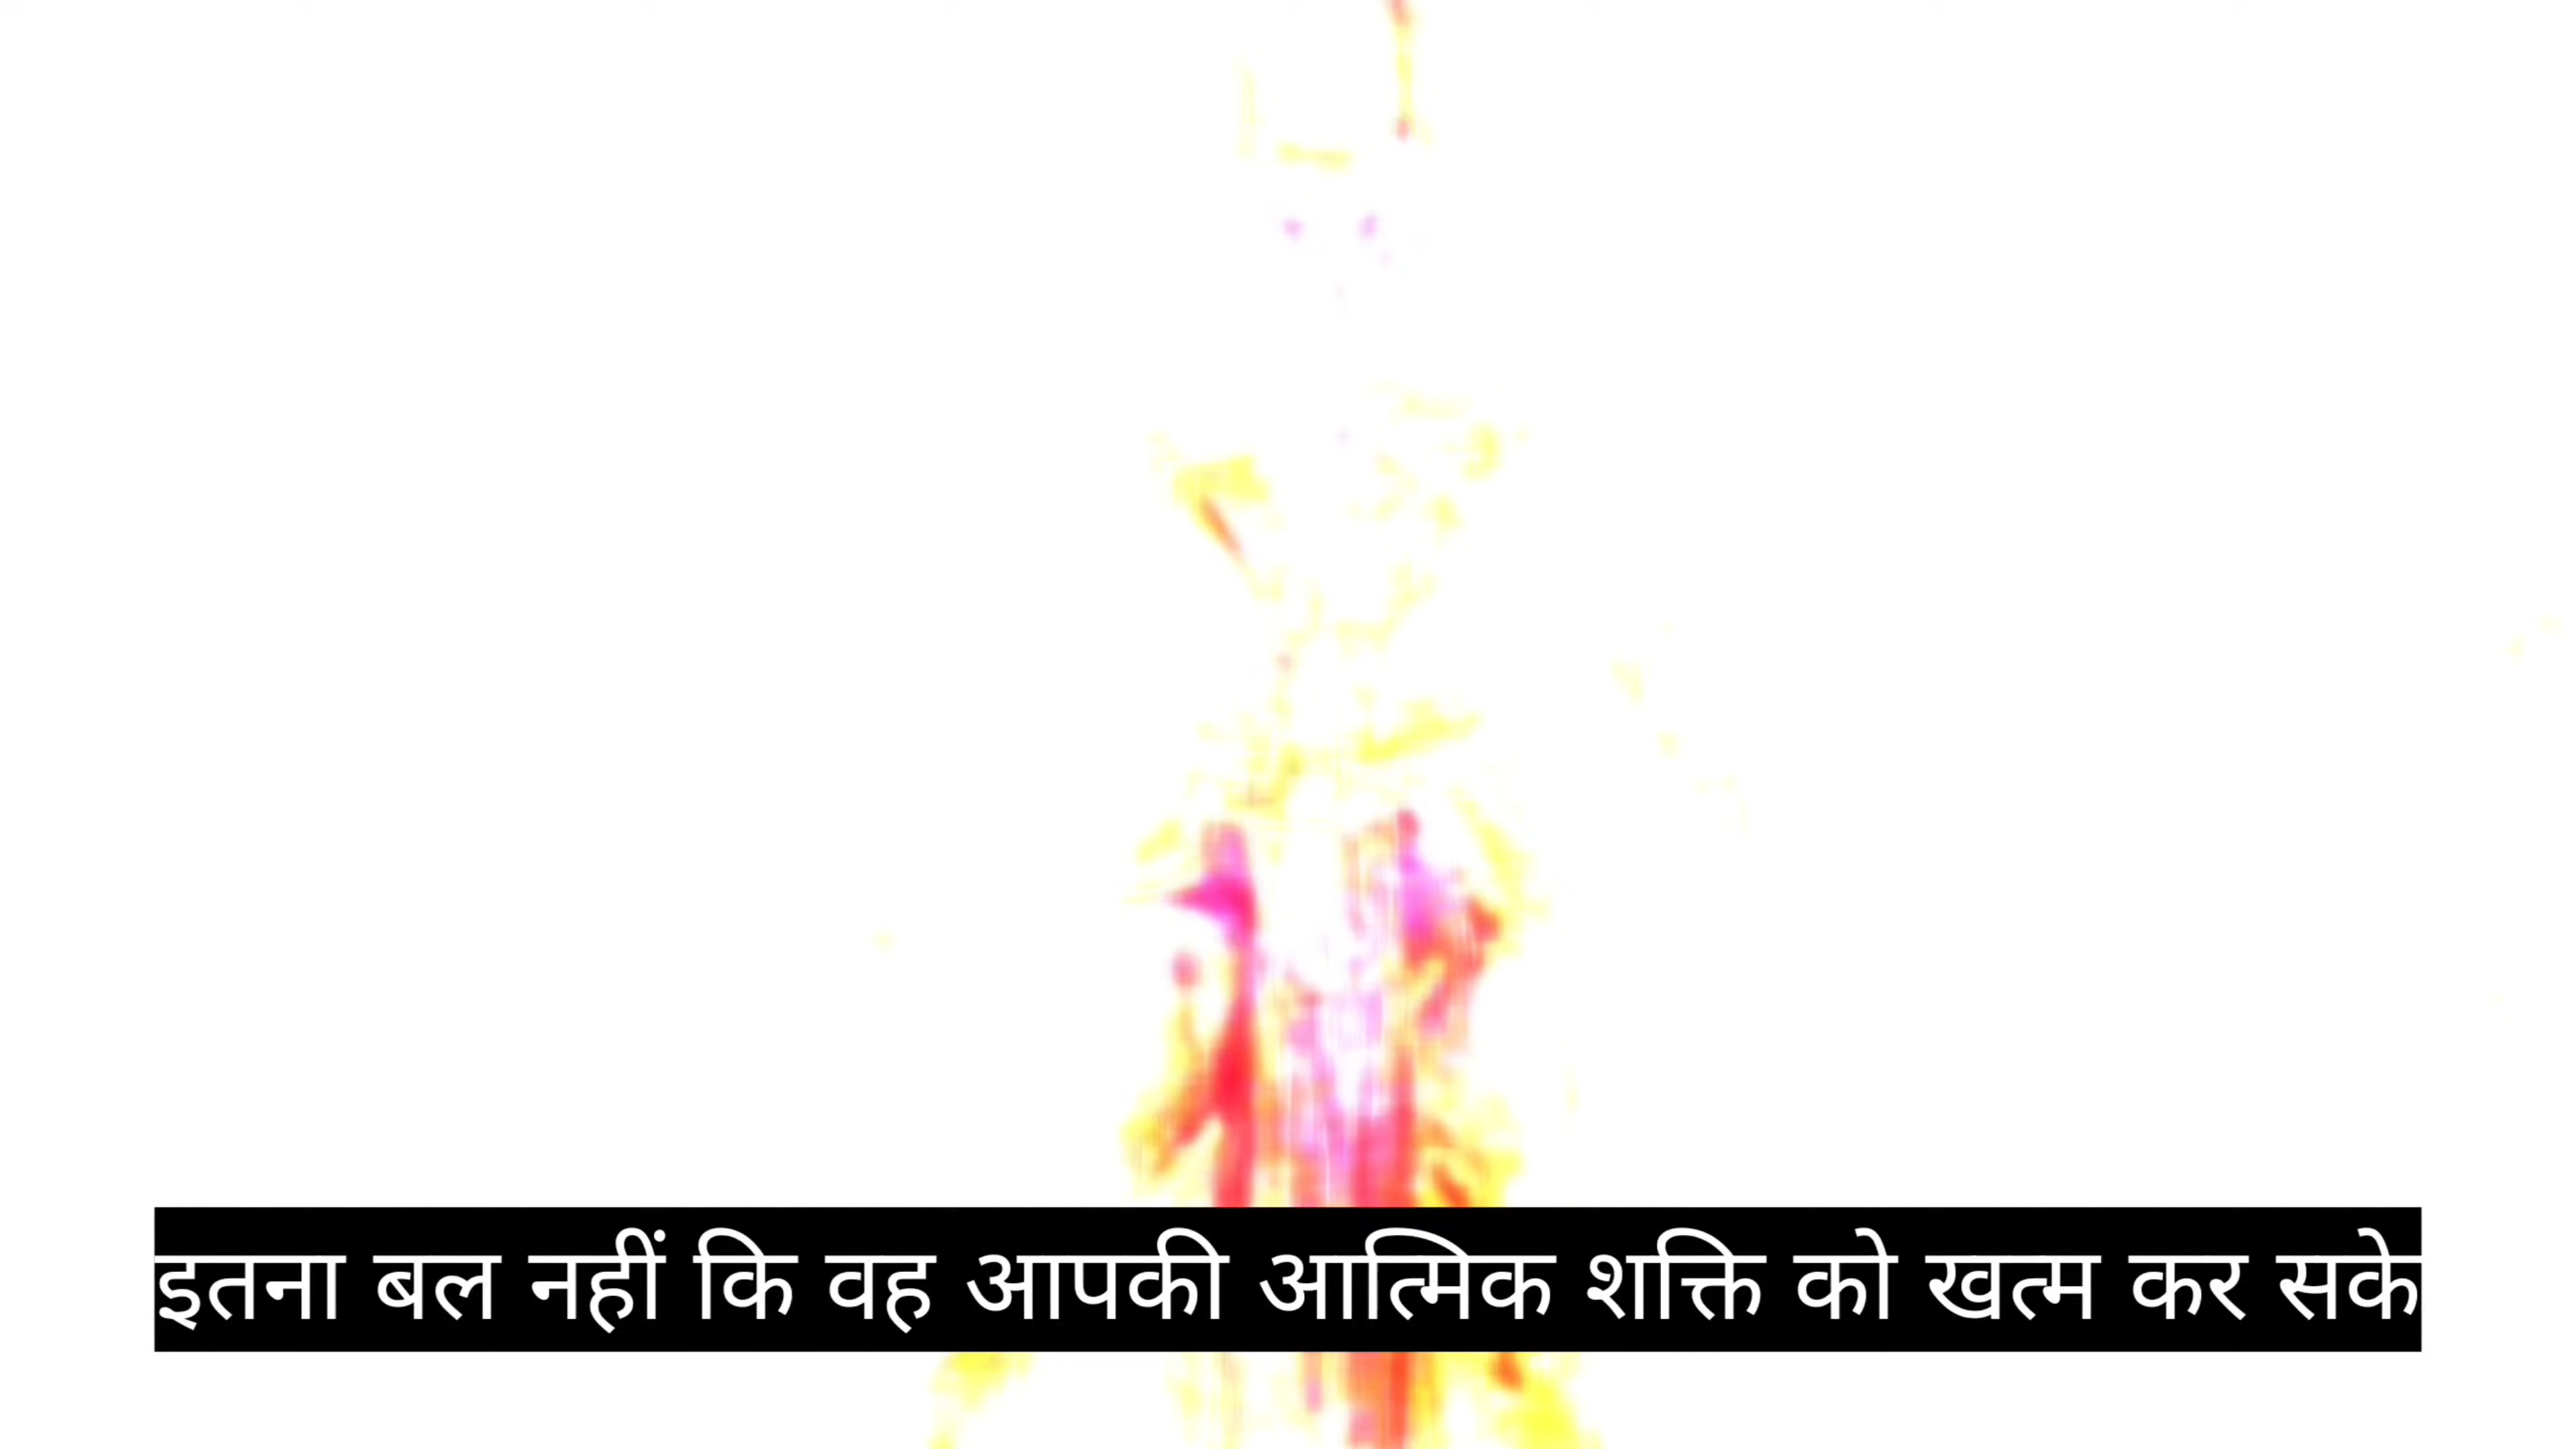 इतना बल नहीं कि वह आपकी आत्मिक शक्ति को खत्म कर सके